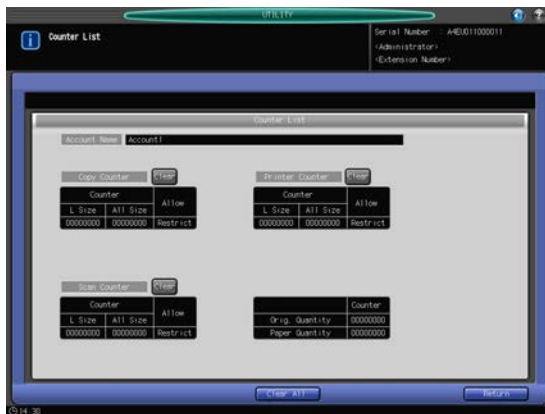 UTILITY
Counter List
Serial Number : A4EU011000011
<Administrator>
<Extension Number>
Counter List
Account Name Account1
Copy Counter Clear
Printer Counter Clear
Counter Allow
L Size All Size
00000000 00000000 Restrict
Counter Allow
L Size All Size
00000000 00000000 Restrict
Scan Counter Clear
Counter Allow
L Size All Size
00000000 00000000 Restrict
Counter
Orig. Quantity 00000000
Paper Quantity 00000000
Clear All
Return
14:30